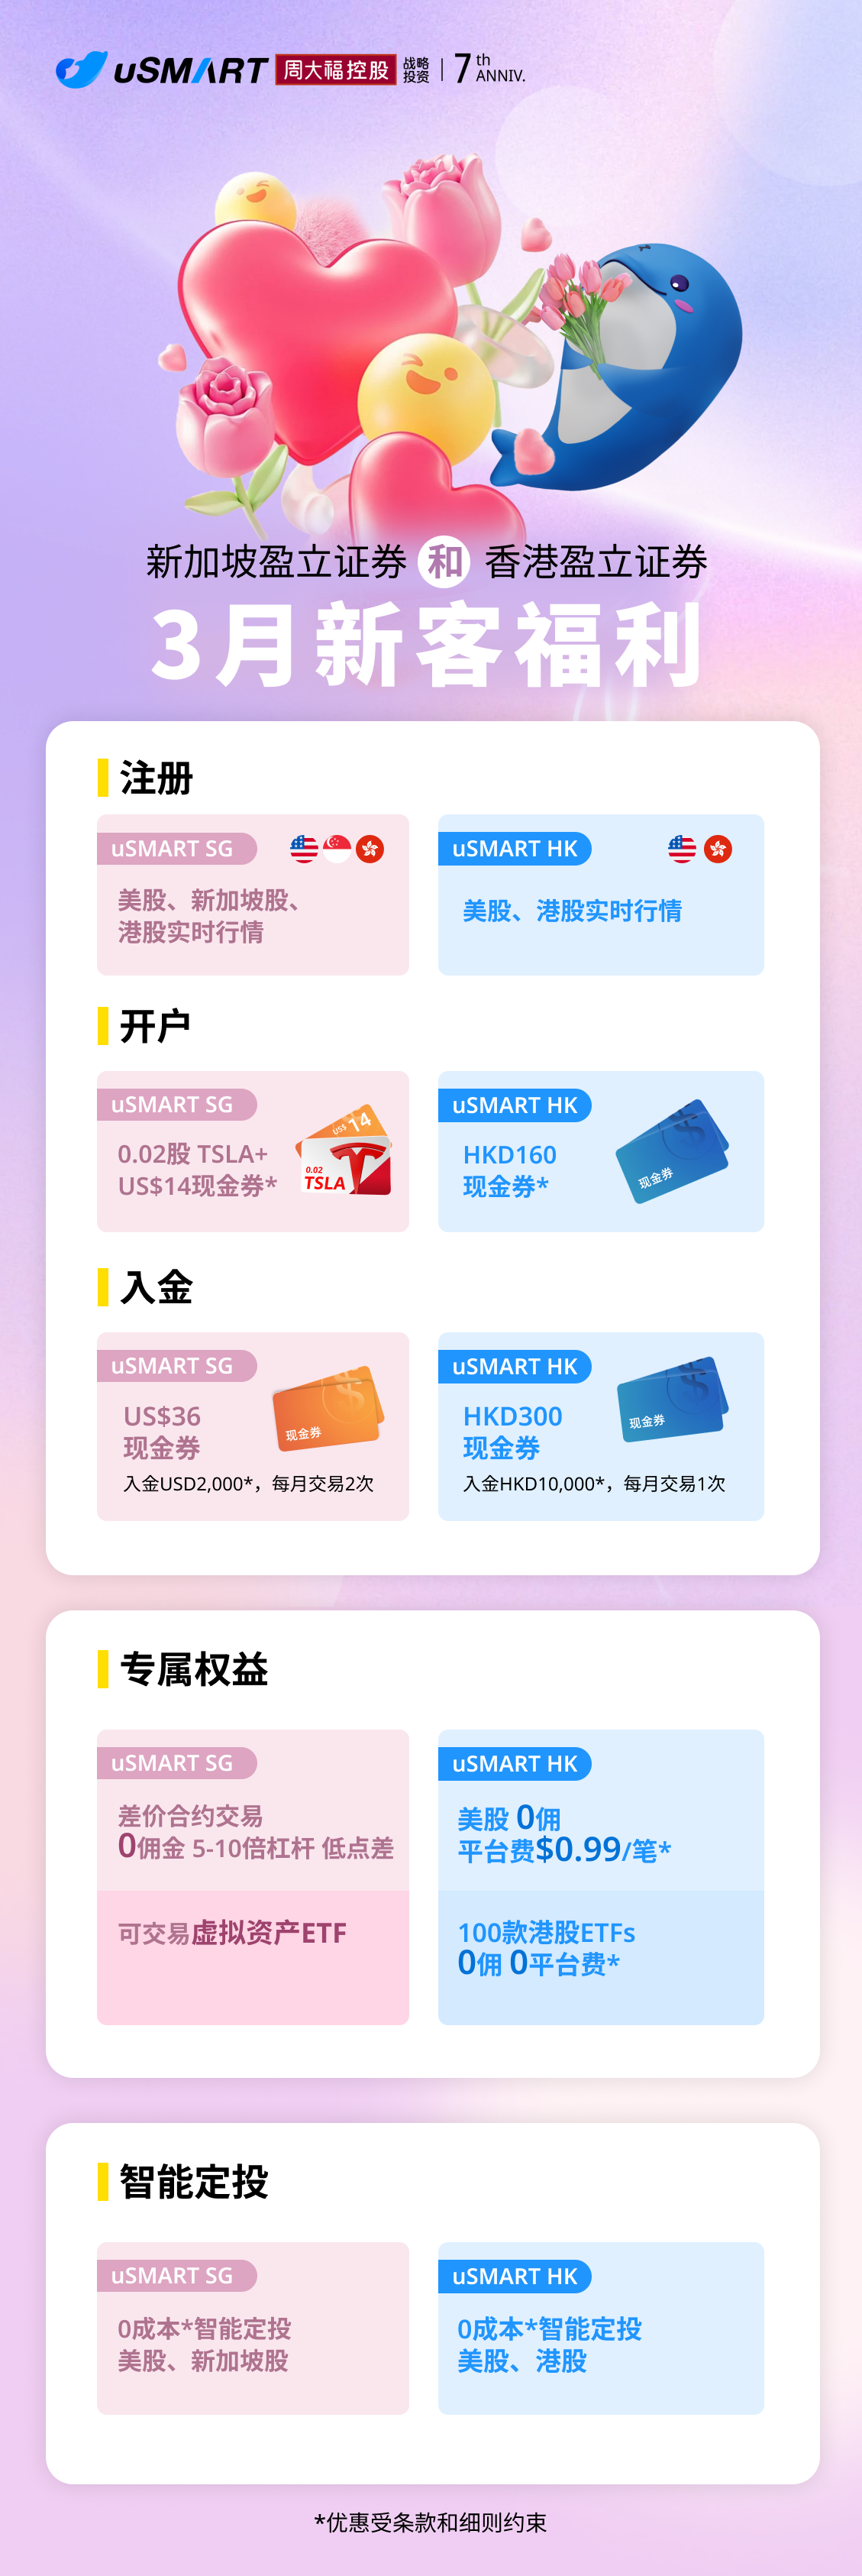 uSMART 周大福控股 战略投资 7th ANNIV.
新加坡盈立证券 和 香港盈立证券
3月新客福利
注册
uSMART SG
美股、新加坡股、
港股实时行情
uSMART HK
美股、港股实时行情
开户
uSMART SG
0.02股 TSLA+
US$14现金券*
US$ 14
0.02
TSLA
uSMART HK
HKD160
现金券*
现金券
入金
uSMART SG
US$36
现金券
入金USD2,000*，每月交易2次
现金券
uSMART HK
HKD300
现金券
入金HKD10,000*，每月交易1次
现金券
专属权益
uSMART SG
差价合约交易
0佣金 5-10倍杠杆 低点差
可交易虚拟资产ETF
uSMART HK
美股 0佣
平台费$0.99/笔*
100款港股ETFs
0佣 0平台费*
智能定投
uSMART SG
0成本*智能定投
美股、新加坡股
uSMART HK
0成本*智能定投
美股、港股
*优惠受条款和细则约束